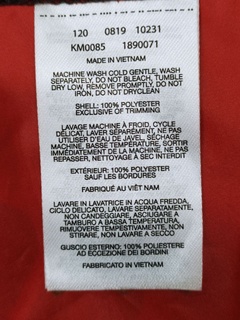 120 0819 10231
KM0085 1890071
MADE IN VIETNAM
MACHINE WASH COLD GENTLE, WASH
SEPARATELY, DO NOT BLEACH, TUMBLE
DRY LOW, REMOVE PROMPTLY, DO NOT
IRON, DO NOT DRYCLEAN
SHELL: 100% POLYESTER
EXCLUSIVE OF TRIMMING
LAVAGE MACHINE À FROID, CYCLE
DÉLICAT, LAVER SÉPARÉMENT, NE PAS
UTILISER D'EAU DE JAVEL, SÉCHAGE
MACHINE, BASSE TEMPÉRATURE, SORTIR
IMMÉDIATEMENT DE LA MACHINE, NE PAS
REPASSER, NETTOYAGE À SEC INTERDIT
EXTÉRIEUR: 100% POLYESTER
SAUF LES BORDURES
FABRIQUÉ AU VIÊT NAM
LAVARE IN LAVATRICE IN ACQUA FREDDA,
CICLO DELICATO, LAVARE SEPARATAMENTE,
NON CANDEGGIARE, ASCIUGARE A
TAMBURO A BASSA TEMPERATURA,
RIMUOVERE TEMPESTIVAMENTE, NON
STIRARE, NON LAVARE A SECCO
GUSCIO ESTERNO: 100% POLIESTERE
AD ECCEZIONE DEI BORDINI
FABBRICATO IN VIETNAM